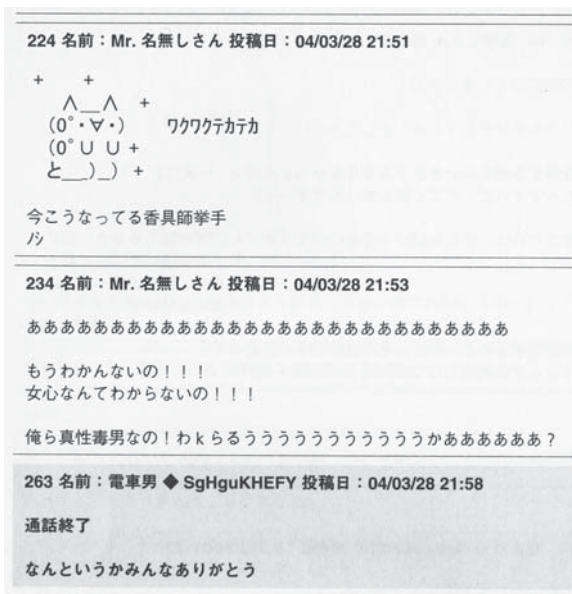 224 名前：Mr. 名無しさん 投稿日：04/03/28 21:51
+ +
∧＿∧ +
(0ﾟ・∀・) ﾜｸﾜｸﾃｶﾃｶ
(0ﾟ∪ ∪ +
と＿_)_) +
今こうなってる香具師挙手
ﾉｼ
234 名前：Mr. 名無しさん 投稿日：04/03/28 21:53
ああああああああああああああああああああああああああああああ
もうわかんないの！！！
女心なんてわからないの！！！
俺ら真性毒男なの！わｋらるうううううううううううかああああああ？
263 名前：電車男 ◆ SgHguKHEFY 投稿日：04/03/28 21:58
通話終了
なんというかみんなありがとう